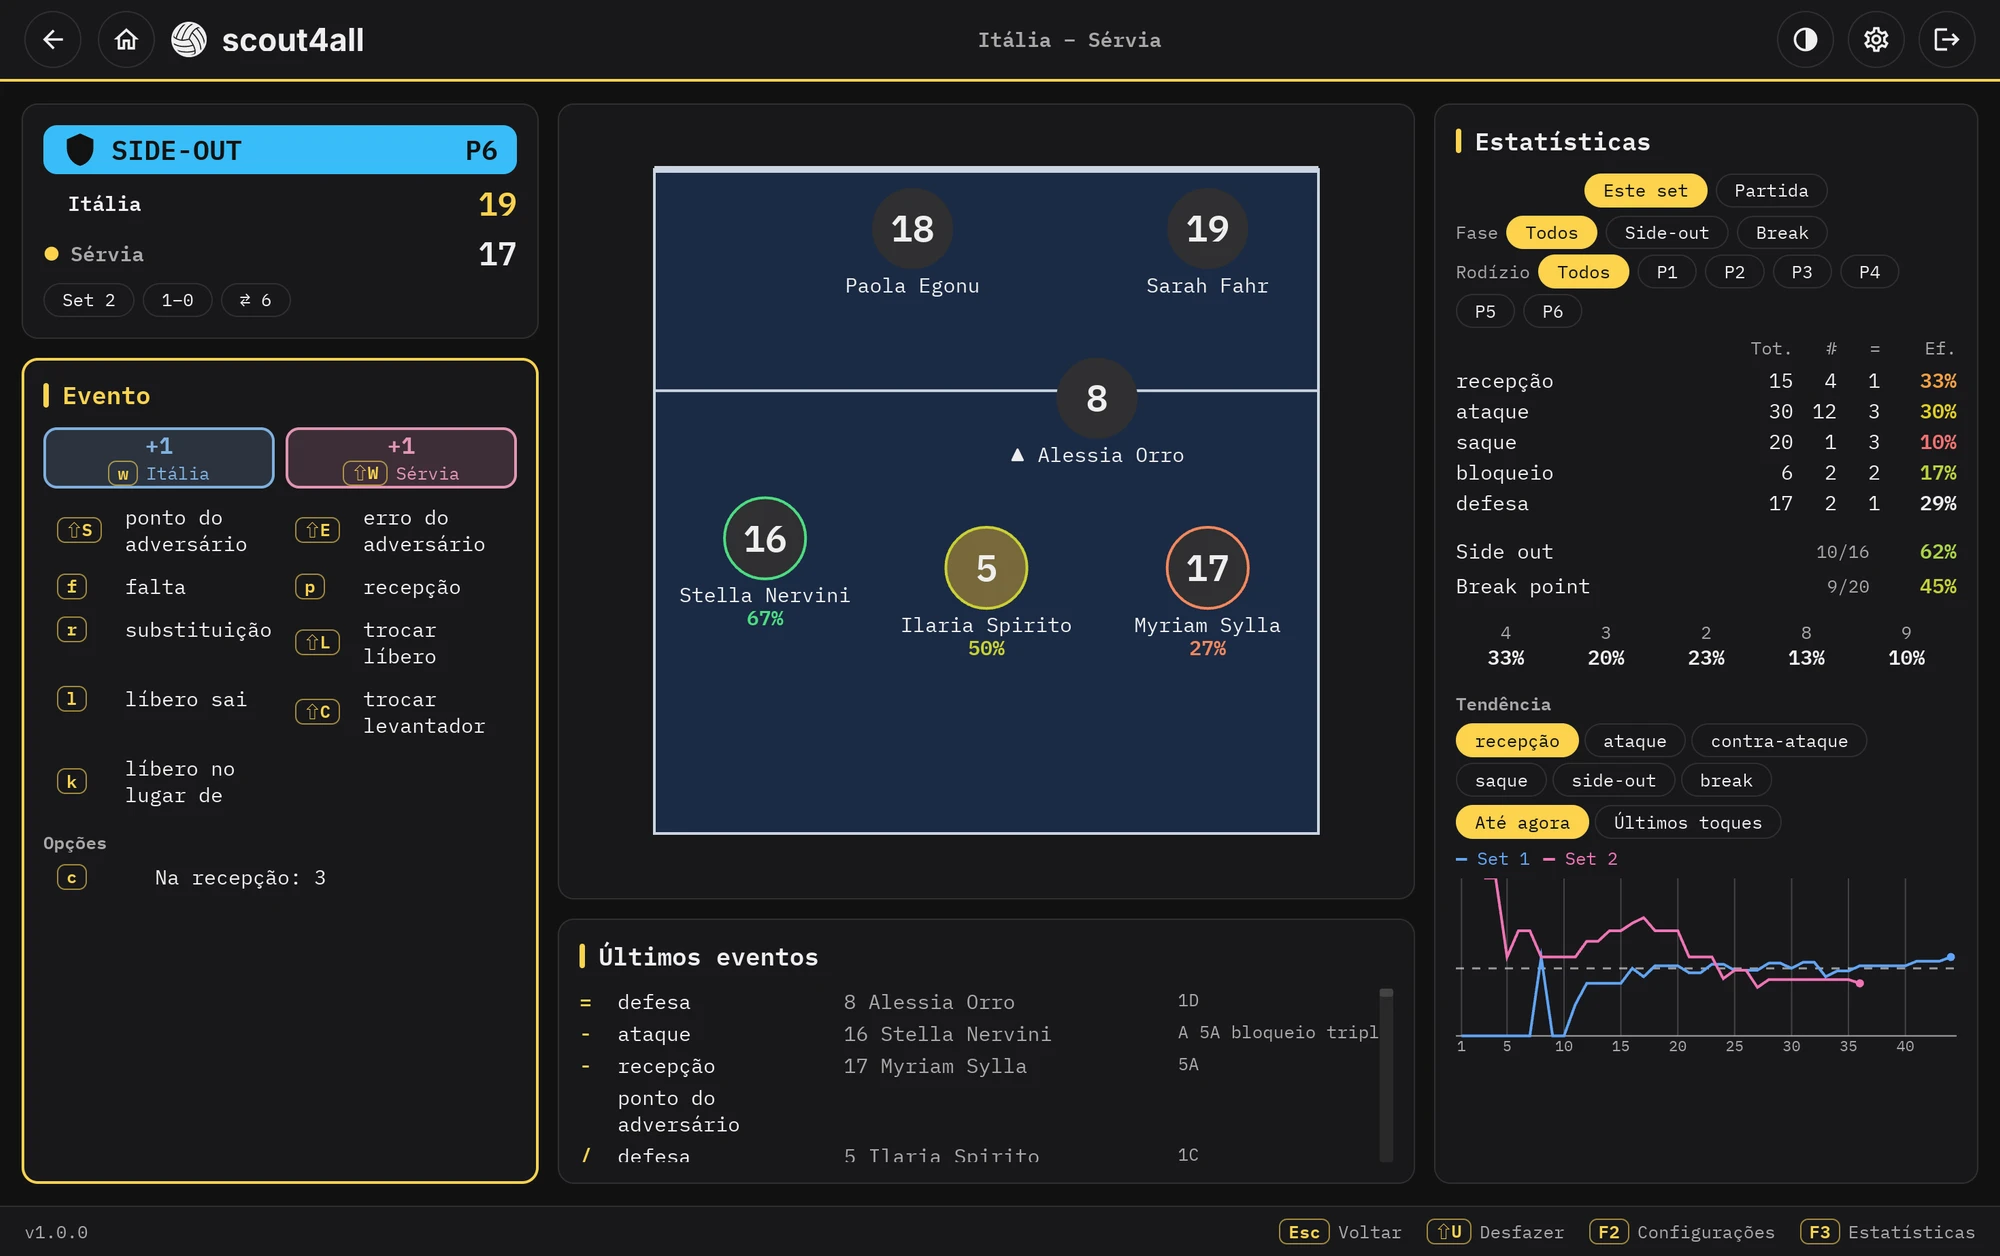 scout4all
Itália – Sérvia
SIDE-OUT P6
Itália 19
Sérvia 17
Set 2 1–0 ⇄ 6
Evento
+1
w Itália
+1
⇧W Sérvia
⇧S ponto do adversário
⇧E erro do adversário
f falta
p recepção
r substituição
⇧L trocar líbero
l líbero sai
⇧C trocar levantador
k líbero no lugar de
Opções
c Na recepção: 3
18
Paola Egonu
19
Sarah Fahr
8
▲ Alessia Orro
16
Stella Nervini
67%
5
Ilaria Spirito
50%
17
Myriam Sylla
27%
Últimos eventos
= defesa 8 Alessia Orro 1D
- ataque 16 Stella Nervini A 5A bloqueio tripl
- recepção 17 Myriam Sylla 5A
ponto do adversário
/ defesa 5 Ilaria Spirito 1C
Estatísticas
Este set Partida
Fase Todos Side-out Break
Rodízio Todos P1 P2 P3 P4
P5 P6
Tot. # = Ef.
recepção 15 4 1 33%
ataque 30 12 3 30%
saque 20 1 3 10%
bloqueio 6 2 2 17%
defesa 17 2 1 29%
Side out 10/16 62%
Break point 9/20 45%
4 3 2 8 9
33% 20% 23% 13% 10%
Tendência
recepção ataque contra-ataque
saque side-out break
Até agora Últimos toques
Set 1 Set 2
1 5 10 15 20 25 30 35 40
v1.0.0
Esc Voltar ⇧U Desfazer F2 Configurações F3 Estatísticas